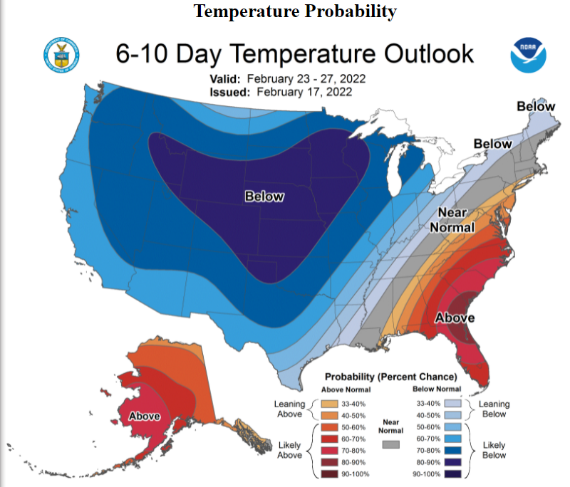 Temperature Probability
6-10 Day Temperature Outlook
NOAA
Valid: February 23 - 27, 2022
Issued: February 17, 2022
Below
Below
Below
Near
Normal
Above
Above
Probability (Percent Chance)
Above Normal Below Normal
Leaning
Above
33-40% 33-40%
40-50% 40-50%
Leaning
Below
Likely
Above
50-60% 50-60%
60-70% 60-70%
70-80% 70-80%
80-90% 80-90%
90-100% 90-100%
Near
Normal
Likely
Below